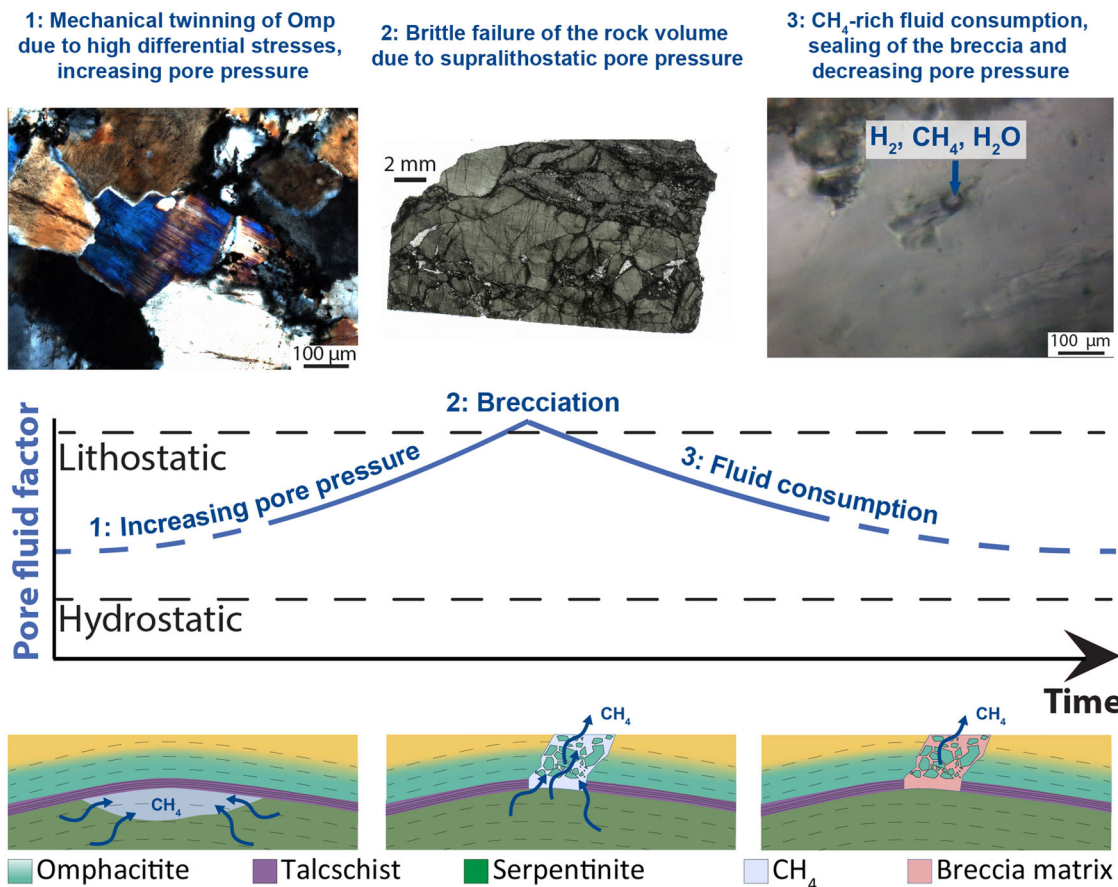 1: Mechanical twinning of Omp
due to high differential stresses,
increasing pore pressure
2: Brittle failure of the rock volume
due to supralithostatic pore pressure
3: CH₄-rich fluid consumption,
sealing of the breccia and
decreasing pore pressure
100 µm
2 mm
H₂, CH₄, H₂O
100 µm
Pore fluid factor
Lithostatic
Hydrostatic
1: Increasing pore pressure
2: Brecciation
3: Fluid consumption
Time
CH₄
CH₄
CH₄
Omphacitite
Talcschist
Serpentinite
CH₄
Breccia matrix